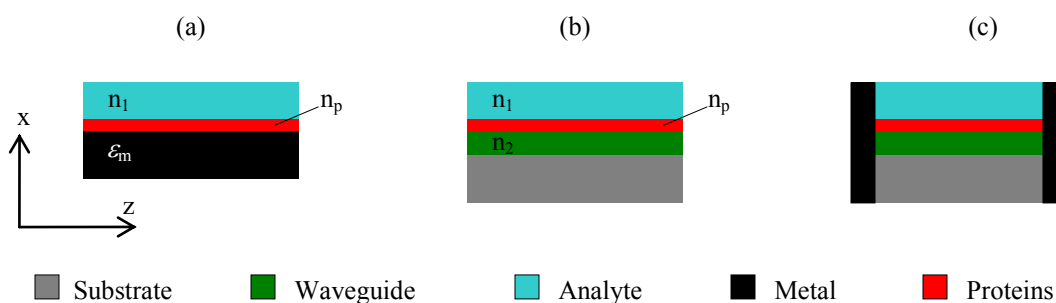 (a) (b) (c)
n₁ n₁
x nₚ nₚ
εₘ n₂
z
Substrate Waveguide Analyte Metal Proteins